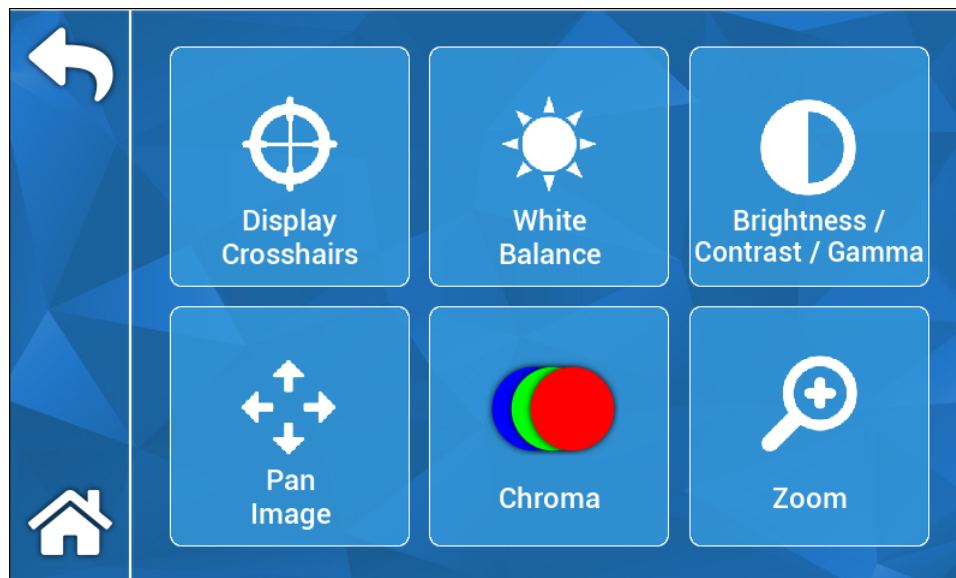 Display
Crosshairs
White
Balance
Brightness /
Contrast / Gamma
Pan
Image
Chroma
Zoom